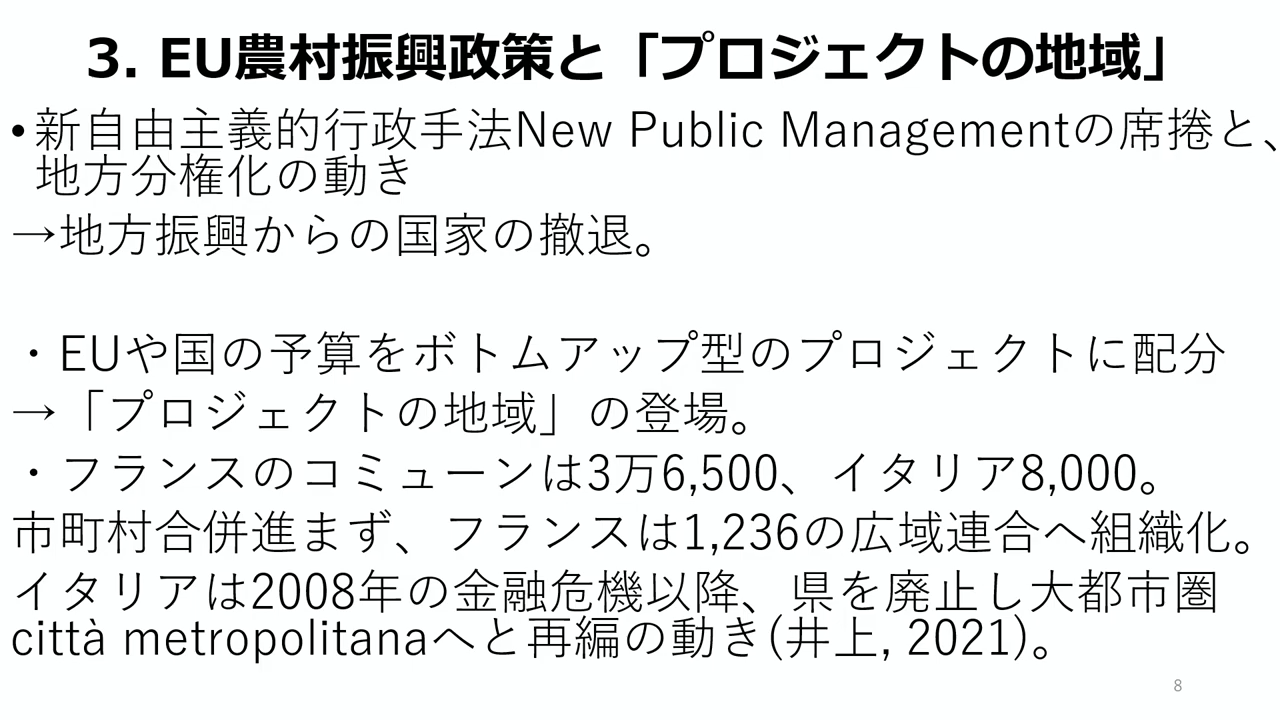 3. EU農村振興政策と「プロジェクトの地域」
•新自由主義的行政手法New Public Managementの席捲と、
地方分権化の動き
→地方振興からの国家の撤退。
・EUや国の予算をボトムアップ型のプロジェクトに配分
→「プロジェクトの地域」の登場。
・フランスのコミューンは3万6,500、イタリア8,000。
市町村合併進まず、フランスは1,236の広域連合へ組織化。
イタリアは2008年の金融危機以降、県を廃止し大都市圏
città metropolitanaへと再編の動き(井上, 2021)。
8